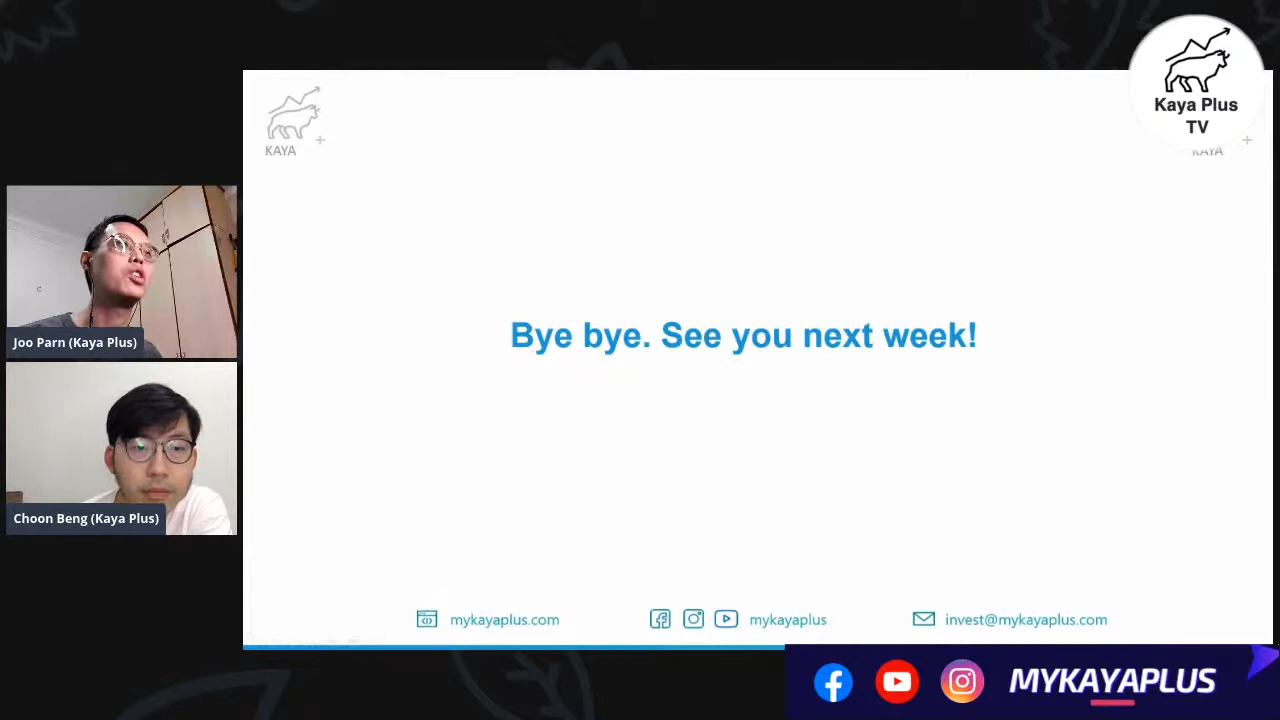 Kaya Plus
TV
KAYA
KAYA
Joo Parn (Kaya Plus)
Choon Beng (Kaya Plus)
Bye bye. See you next week!
mykayaplus.com
mykayaplus
invest@mykayaplus.com
MYKAYAPLUS